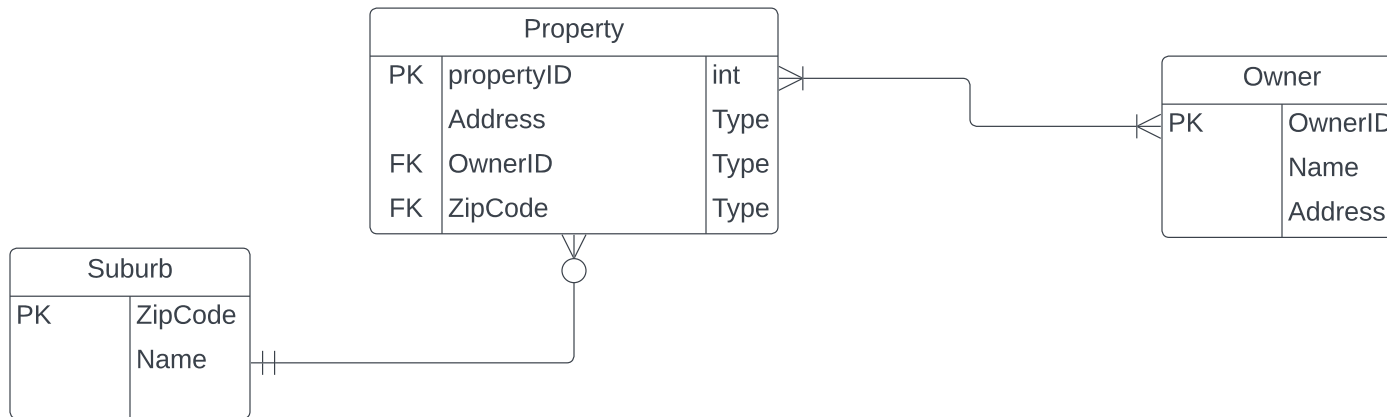 Property
PK propertyID int
Address Type
FK OwnerID Type
FK ZipCode Type
Owner
PK OwnerID
Name
Address
Suburb
PK ZipCode
Name